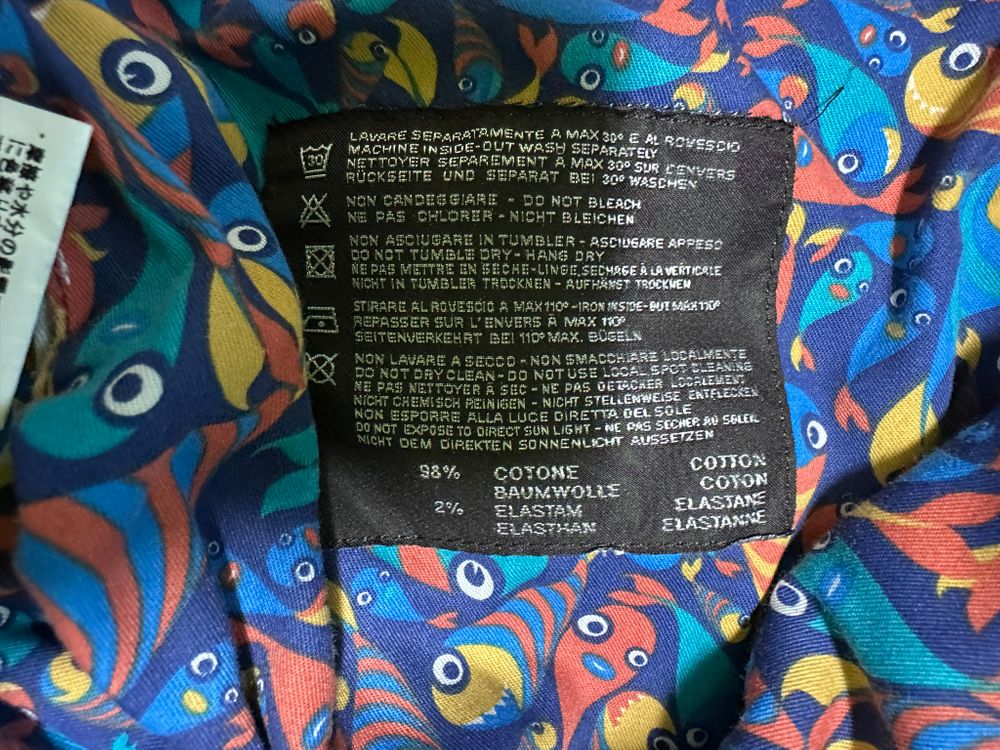 30
LAVARE SEPARATAMENTE A MAX 30° E AL ROVESCIO
MACHINE INSIDE-OUT WASH SEPARATELY
NETTOYER SEPAREMENT A MAX 30° SUR L'ENVERS
RÜCKSEITE UND SEPARAT BEI 30° WASCHEN
NON CANDEGGIARE - DO NOT BLEACH
NE PAS CHLORER - NICHT BLEICHEN
NON ASCIUGARE IN TUMBLER - ASCIUGARE APPESO
DO NOT TUMBLE DRY - HANG DRY
NE PAS METTRE EN SECHE-LINGE, SECHAGE À LA VERTICALE
NICHT IN TUMBLER TROCKNEN - AUFHÄNGT TROCKNEN
STIRARE AL ROVESCIO A MAX 110° - IRON INSIDE-OUT MAX 110°
REPASSER SUR L'ENVERS À MAX 110°
SEITENVERKEHRT BEI 110° MAX. BÜGELN
NON LAVARE A SECCO - NON SMACCHIARE LOCALMENTE
DO NOT DRY CLEAN - DO NOT USE LOCAL SPOT CLEANING
NE PAS NETTOYER À SEC - NE PAS DETACHER LOCALEMENT
NICHT CHEMISCH REINIGEN - NICHT STELLENWEISE ENTFLECKEN
NON ESPORRE ALLA LUCE DIRETTA DEL SOLE
DO NOT EXPOSE TO DIRECT SUN LIGHT - NE PAS SECHER AU SOLEIL
NICHT DEM DIREKTEN SONNENLICHT AUSSETZEN
98% COTONE COTTON
BAUMWOLLE COTON
2% ELASTAM ELASTANE
ELASTHAN ELASTANNE